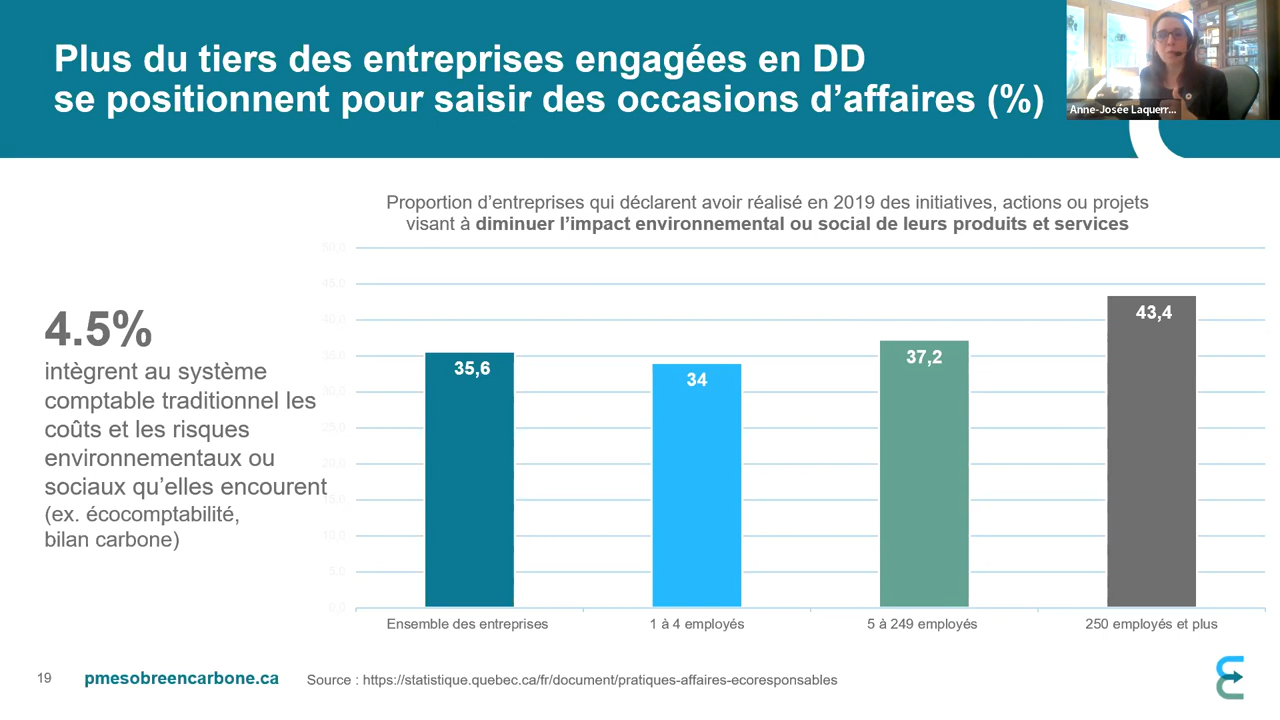 Plus du tiers des entreprises engagées en DD
se positionnent pour saisir des occasions d’affaires (%)
Anne-Josée Laquerr...
Proportion d’entreprises qui déclarent avoir réalisé en 2019 des initiatives, actions ou projets
visant à diminuer l’impact environnemental ou social de leurs produits et services
4.5%
intègrent au système
comptable traditionnel les
coûts et les risques
environnementaux ou
sociaux qu’elles encourent
(ex. écocomptabilité,
bilan carbone)
50,0
45,0
40,0
35,0
30,0
25,0
20,0
15,0
10,0
5,0
0,0
35,6
34
37,2
43,4
Ensemble des entreprises
1 à 4 employés
5 à 249 employés
250 employés et plus
19
pmesobreencarbone.ca
Source : https://statistique.quebec.ca/fr/document/pratiques-affaires-ecoresponsables